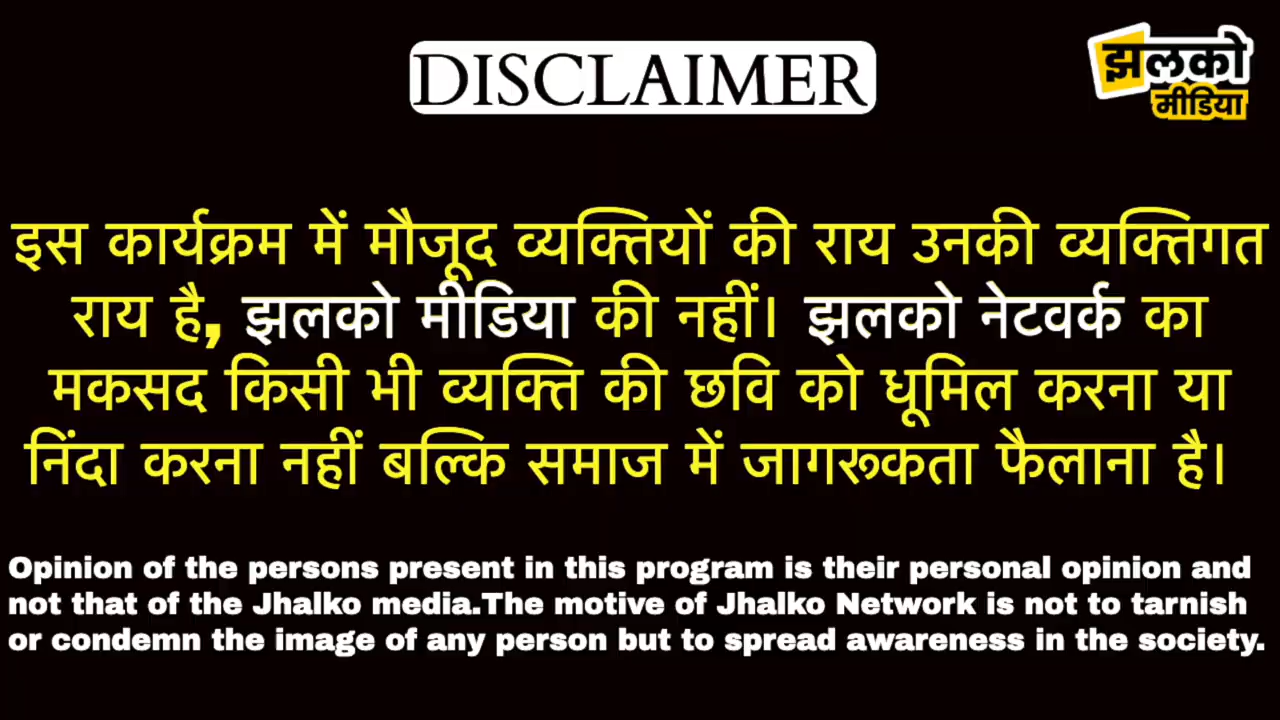 DISCLAIMER
झलको
मीडिया
इस कार्यक्रम में मौजूद व्यक्तियों की राय उनकी व्यक्तिगत
राय है, झलको मीडिया की नहीं। झलको नेटवर्क का
मकसद किसी भी व्यक्ति की छवि को धूमिल करना या
निंदा करना नहीं बल्कि समाज में जागरूकता फैलाना है।
Opinion of the persons present in this program is their personal opinion and
not that of the Jhalko media.The motive of Jhalko Network is not to tarnish
or condemn the image of any person but to spread awareness in the society.